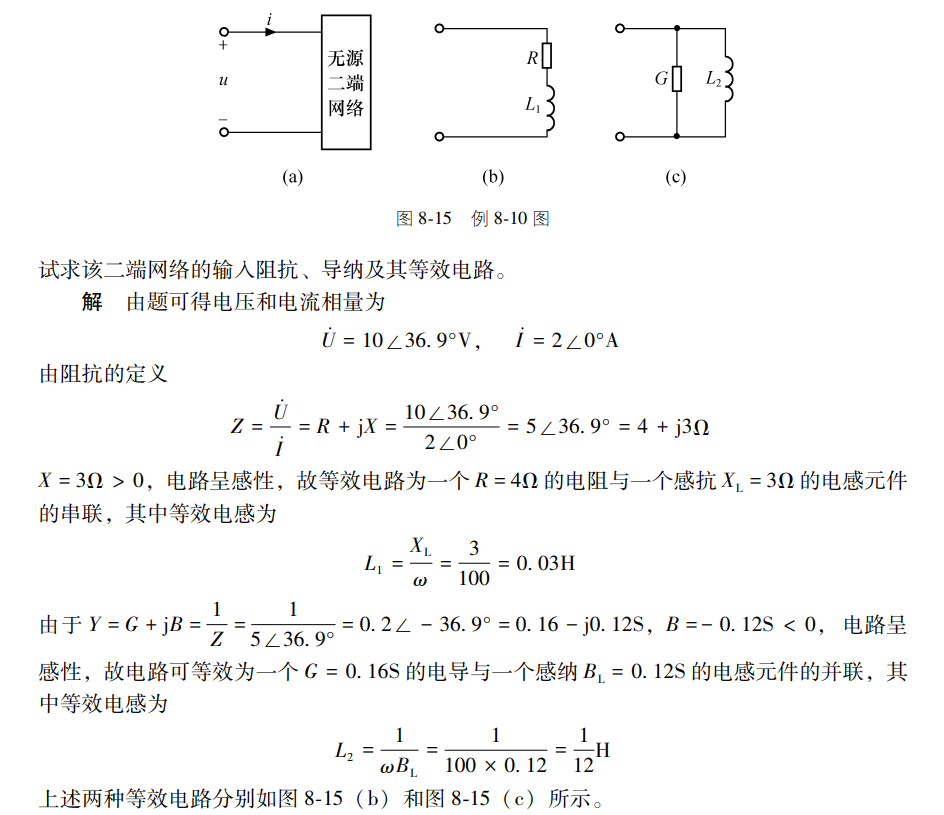 i
+
u
−
无源
二端
网络
R
L₁
G
L₂
(a)
(b)
(c)
图 8-15 例 8-10 图
试求该二端网络的输入阻抗、导纳及其等效电路。
解 由题可得电压和电流相量为
U̇ = 10∠36.9°V, İ = 2∠0°A
由阻抗的定义
Z = U̇/İ = R + jX = 10∠36.9°/2∠0° = 5∠36.9° = 4 + j3Ω
X = 3Ω > 0，电路呈感性，故等效电路为一个 R = 4Ω 的电阻与一个感抗 X_L = 3Ω 的电感元件
的串联，其中等效电感为
L₁ = X_L/ω = 3/100 = 0.03H
由于 Y = G + jB = 1/Z = 1/5∠36.9° = 0.2∠-36.9° = 0.16 - j0.12S，B = - 0.12S < 0，电路呈
感性，故电路可等效为一个 G = 0.16S 的电导与一个感纳 B_L = 0.12S 的电感元件的并联，其
中等效电感为
L₂ = 1/ωB_L = 1/100 × 0.12 = 1/12 H
上述两种等效电路分别如图 8-15（b）和图 8-15（c）所示。